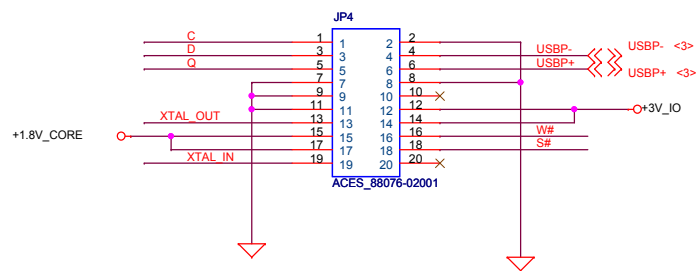 JP4
C 1 1 2 2
D 3 3 4 4 USBP- USBP- <3>
Q 5 5 6 6 USBP+ USBP+ <3>
7 7 8 8
9 9 10 10
11 11 12 12 +3V_IO
XTAL_OUT 13 13 14 14
+1.8V_CORE 15 15 16 16 W#
17 17 18 18 S#
XTAL_IN 19 19 20 20
ACES_88076-02001